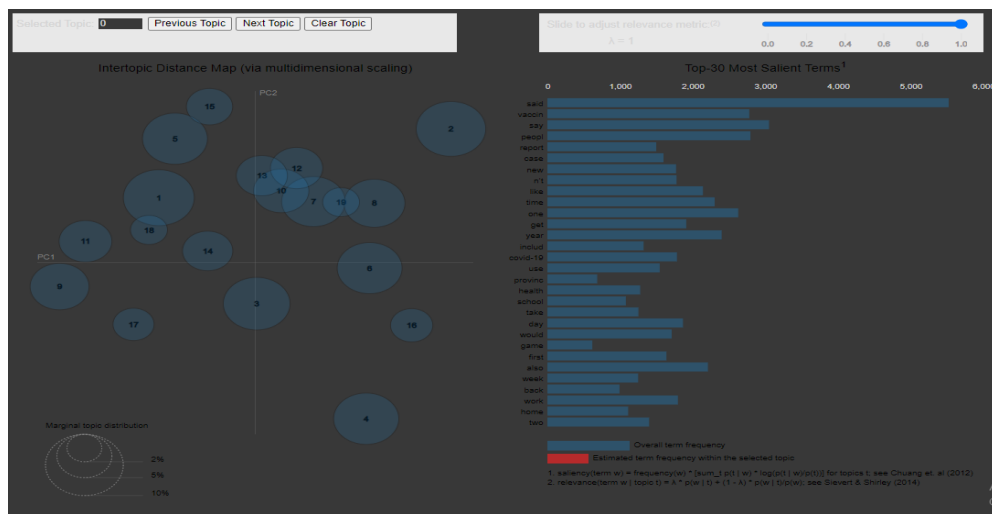 Selected Topic: 0 Previous Topic Next Topic Clear Topic
Slide to adjust relevance metric:(2)
λ = 1
0.0 0.2 0.4 0.6 0.8 1.0
Intertopic Distance Map (via multidimensional scaling)
PC2
PC1
15
2
5
12
13
10
1
7
19
8
18
11
14
6
9
3
17
16
4
Marginal topic distribution
2%
5%
10%
Top-30 Most Salient Terms1
0 1,000 2,000 3,000 4,000 5,000 6,000
said
vaccin
say
peopl
report
case
new
n't
like
time
one
get
year
includ
covid-19
use
provinc
health
school
take
day
would
game
first
also
week
back
work
home
two
Overall term frequency
Estimated term frequency within the selected topic
1. saliency(term w) = frequency(w) * [sum_t p(t | w) * log(p(t | w)/p(t))] for topics t; see Chuang et. al (2012)
2. relevance(term w | topic t) = λ * p(w | t) + (1 - λ) * p(w | t)/p(w); see Sievert & Shirley (2014)